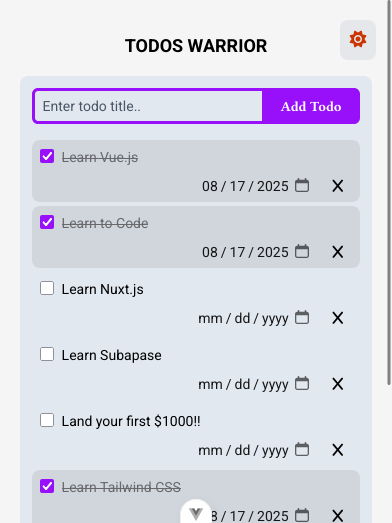 TODOS WARRIOR
Enter todo title.. Add Todo
Learn Vue.js
08 / 17 / 2025
Learn to Code
08 / 17 / 2025
Learn Nuxt.js
mm / dd / yyyy
Learn Subapase
mm / dd / yyyy
Land your first $1000!!
mm / dd / yyyy
Learn Tailwind CSS
8 / 17 / 2025